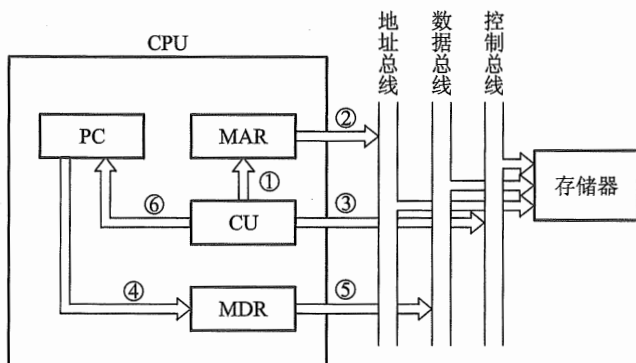 CPU
地址总线
数据总线
控制总线
PC
MAR
②
①
⑥
CU
③
存储器
④
MDR
⑤